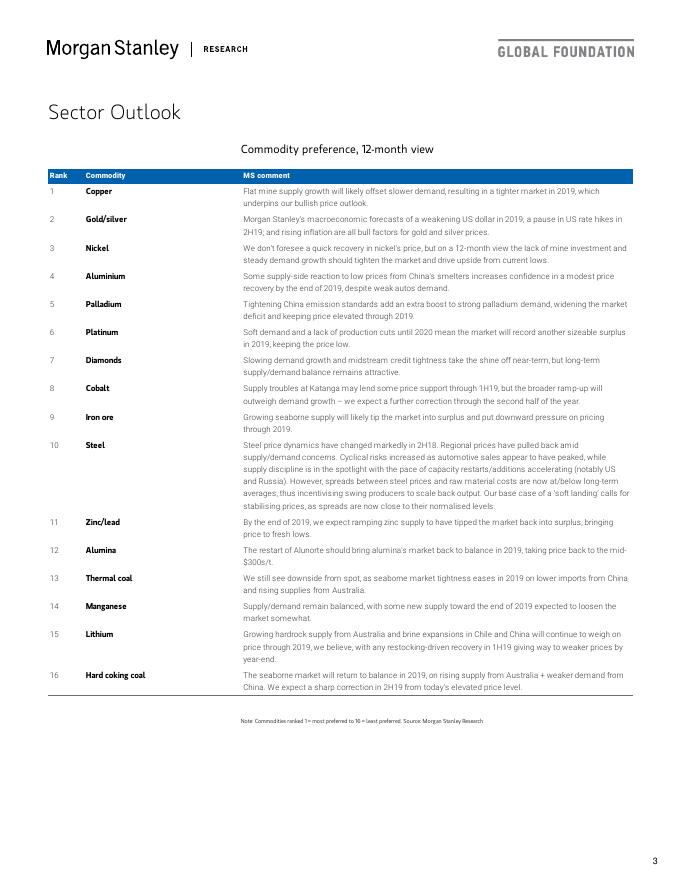 Morgan Stanley | RESEARCH
GLOBAL FOUNDATION
Sector Outlook
Commodity preference, 12-month view
Rank Commodity MS comment
1 Copper Flat mine supply growth will likely offset slower demand, resulting in a tighter market in 2019, which
underpins our bullish price outlook.
2 Gold/silver Morgan Stanley's macroeconomic forecasts of a weakening US dollar in 2019; a pause in US rate hikes in
2H19; and rising inflation are all bull factors for gold and silver prices.
3 Nickel We don't foresee a quick recovery in nickel's price, but on a 12-month view the lack of mine investment and
steady demand growth should tighten the market and drive upside from current lows.
4 Aluminium Some supply-side reaction to low prices from China's smelters increases confidence in a modest price
recovery by the end of 2019, despite weak autos demand.
5 Palladium Tightening China emission standards add an extra boost to strong palladium demand, widening the market
deficit and keeping price elevated through 2019.
6 Platinum Soft demand and a lack of production cuts until 2020 mean the market will record another sizeable surplus
in 2019, keeping the price low.
7 Diamonds Slowing demand growth and midstream credit tightness take the shine off near-term, but long-term
supply/demand balance remains attractive.
8 Cobalt Supply troubles at Katanga may lend some price support through 1H19, but the broader ramp-up will
outweigh demand growth – we expect a further correction through the second half of the year.
9 Iron ore Growing seaborne supply will likely tip the market into surplus and put downward pressure on pricing
through 2019.
10 Steel Steel price dynamics have changed markedly in 2H18. Regional prices have pulled back amid
supply/demand concerns. Cyclical risks increased as automotive sales appear to have peaked, while
supply discipline is in the spotlight with the pace of capacity restarts/additions accelerating (notably US
and Russia). However, spreads between steel prices and raw material costs are now at/below long-term
averages, thus incentivising swing producers to scale back output. Our base case of a 'soft landing' calls for
stabilising prices, as spreads are now close to their normalised levels.
11 Zinc/lead By the end of 2019, we expect ramping zinc supply to have tipped the market back into surplus, bringing
price to fresh lows.
12 Alumina The restart of Alunorte should bring alumina's market back to balance in 2019, taking price back to the mid-
$300s/t.
13 Thermal coal We still see downside from spot, as seaborne market tightness eases in 2019 on lower imports from China
and rising supplies from Australia.
14 Manganese Supply/demand remain balanced, with some new supply toward the end of 2019 expected to loosen the
market somewhat.
15 Lithium Growing hardrock supply from Australia and brine expansions in Chile and China will continue to weigh on
price through 2019, we believe, with any restocking-driven recovery in 1H19 giving way to weaker prices by
year-end.
16 Hard coking coal The seaborne market will return to balance in 2019, on rising supply from Australia + weaker demand from
China. We expect a sharp correction in 2H19 from today's elevated price level.
Note: Commodities ranked 1 = most preferred to 16 = least preferred. Source: Morgan Stanley Research
3